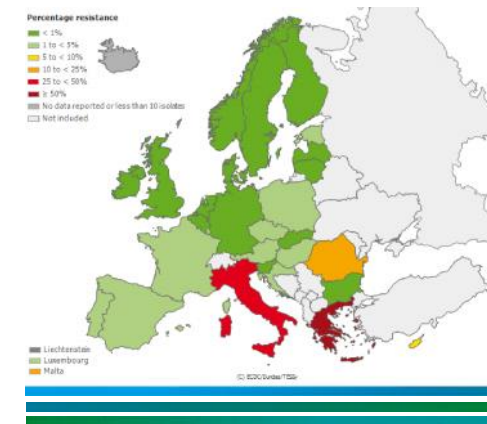 Percentage resistance
< 1%
1 to < 5%
5 to < 10%
10 to < 25%
25 to < 50%
≥ 50%
No data reported or less than 10 isolates
Not included
Liechtenstein
Luxembourg
Malta
(C) ECDC/Dundas/TESSy